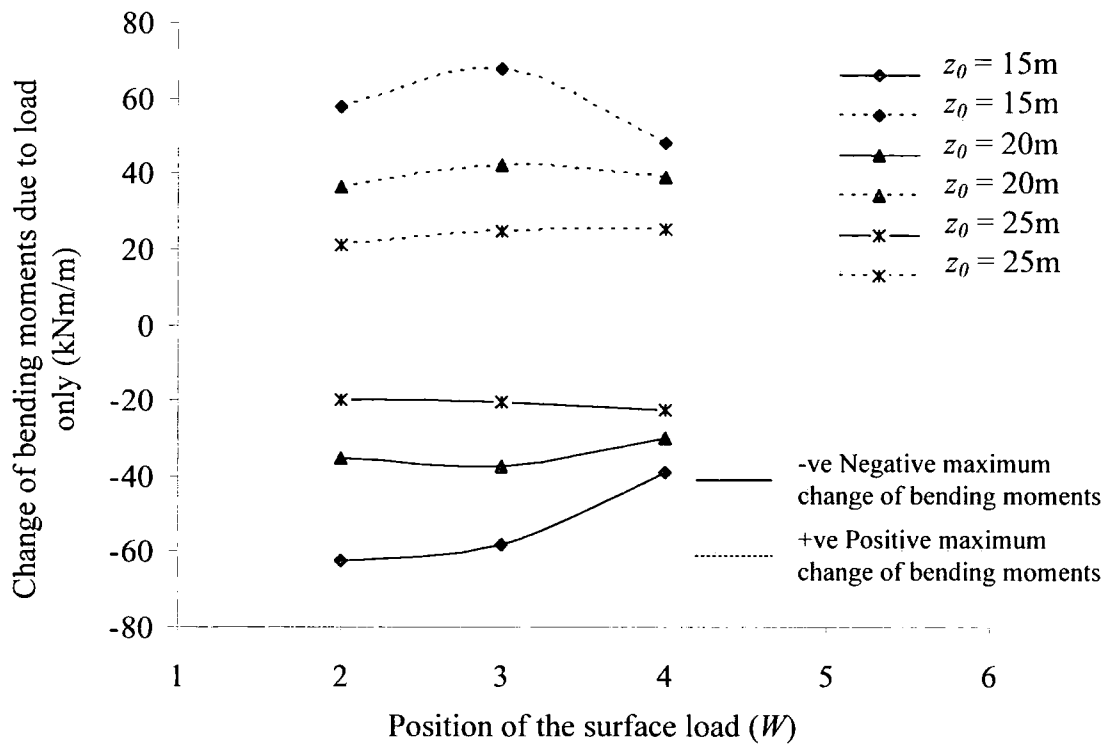 Change of bending moments due to load
only (kNm/m)
80
60
40
20
0
-20
-40
-60
-80
1
2
3
4
5
6
Position of the surface load (W)
z0 = 15m
z0 = 15m
z0 = 20m
z0 = 20m
z0 = 25m
z0 = 25m
-ve Negative maximum
change of bending moments
+ve Positive maximum
change of bending moments